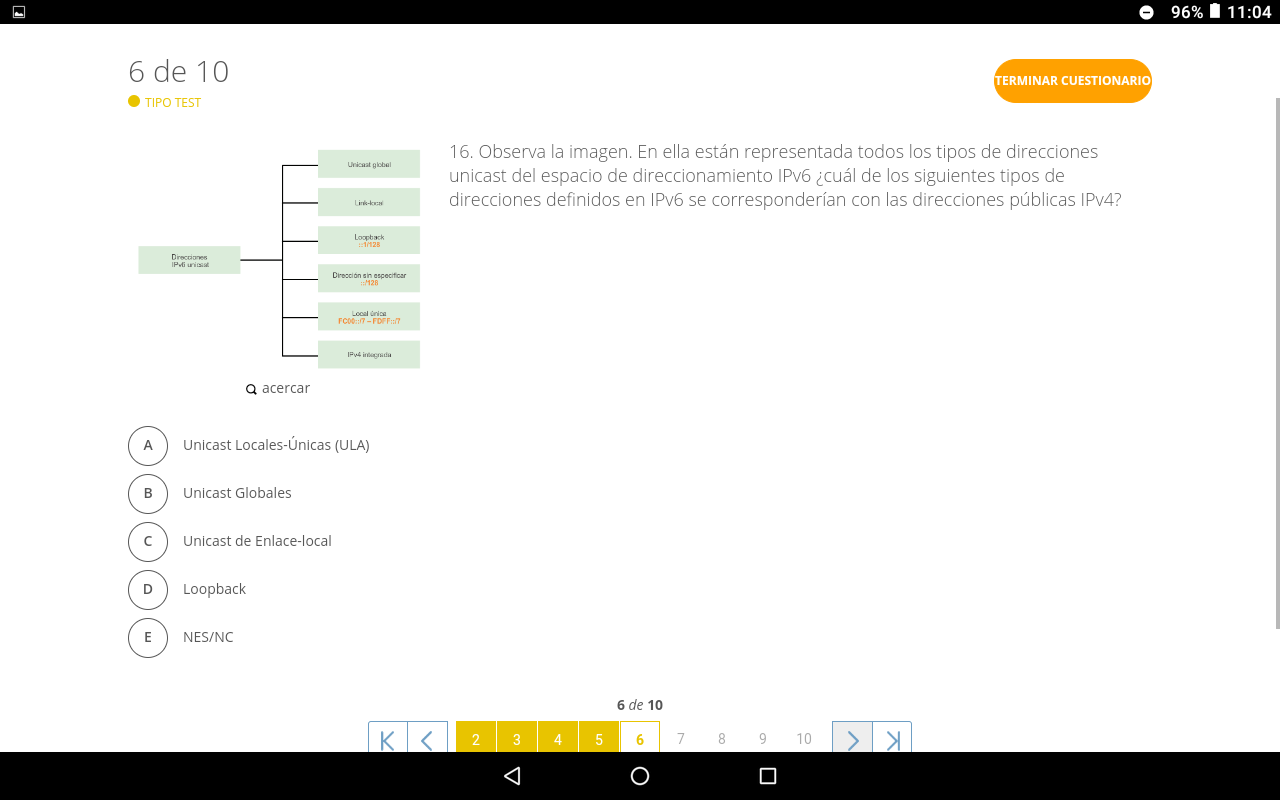 96% 11:04
6 de 10
TERMINAR CUESTIONARIO
TIPO TEST
Unicast global
Link-local
Loopback
::1/128
Direcciones
IPv6 unicast
Dirección sin especificar
::/128
Local única
FC00::/7 – FDFF::/7
IPv4 integrada
acercar
16. Observa la imagen. En ella están representada todos los tipos de direcciones
unicast del espacio de direccionamiento IPv6 ¿cuál de los siguientes tipos de
direcciones definidos en IPv6 se corresponderían con las direcciones públicas IPv4?
A Unicast Locales-Únicas (ULA)
B Unicast Globales
C Unicast de Enlace-local
D Loopback
E NES/NC
6 de 10
2 3 4 5 6 7 8 9 10